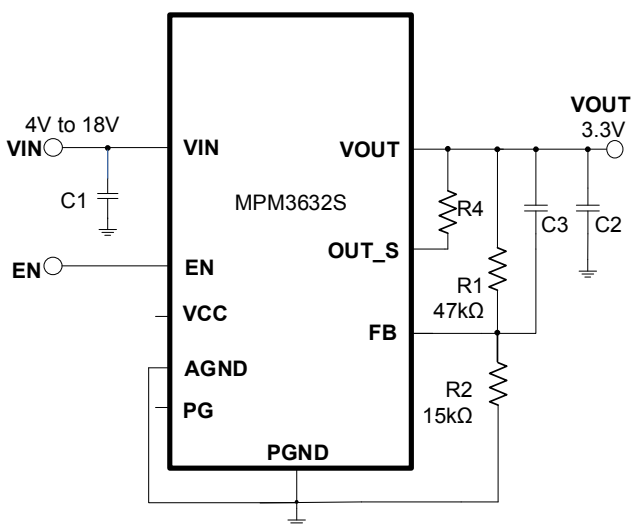 VOUT
4V to 18V
3.3V
VIN
VIN
VOUT
C1
MPM3632S
R4
C3
C2
OUT_S
EN
EN
R1
47kΩ
VCC
FB
AGND
R2
15kΩ
PG
PGND